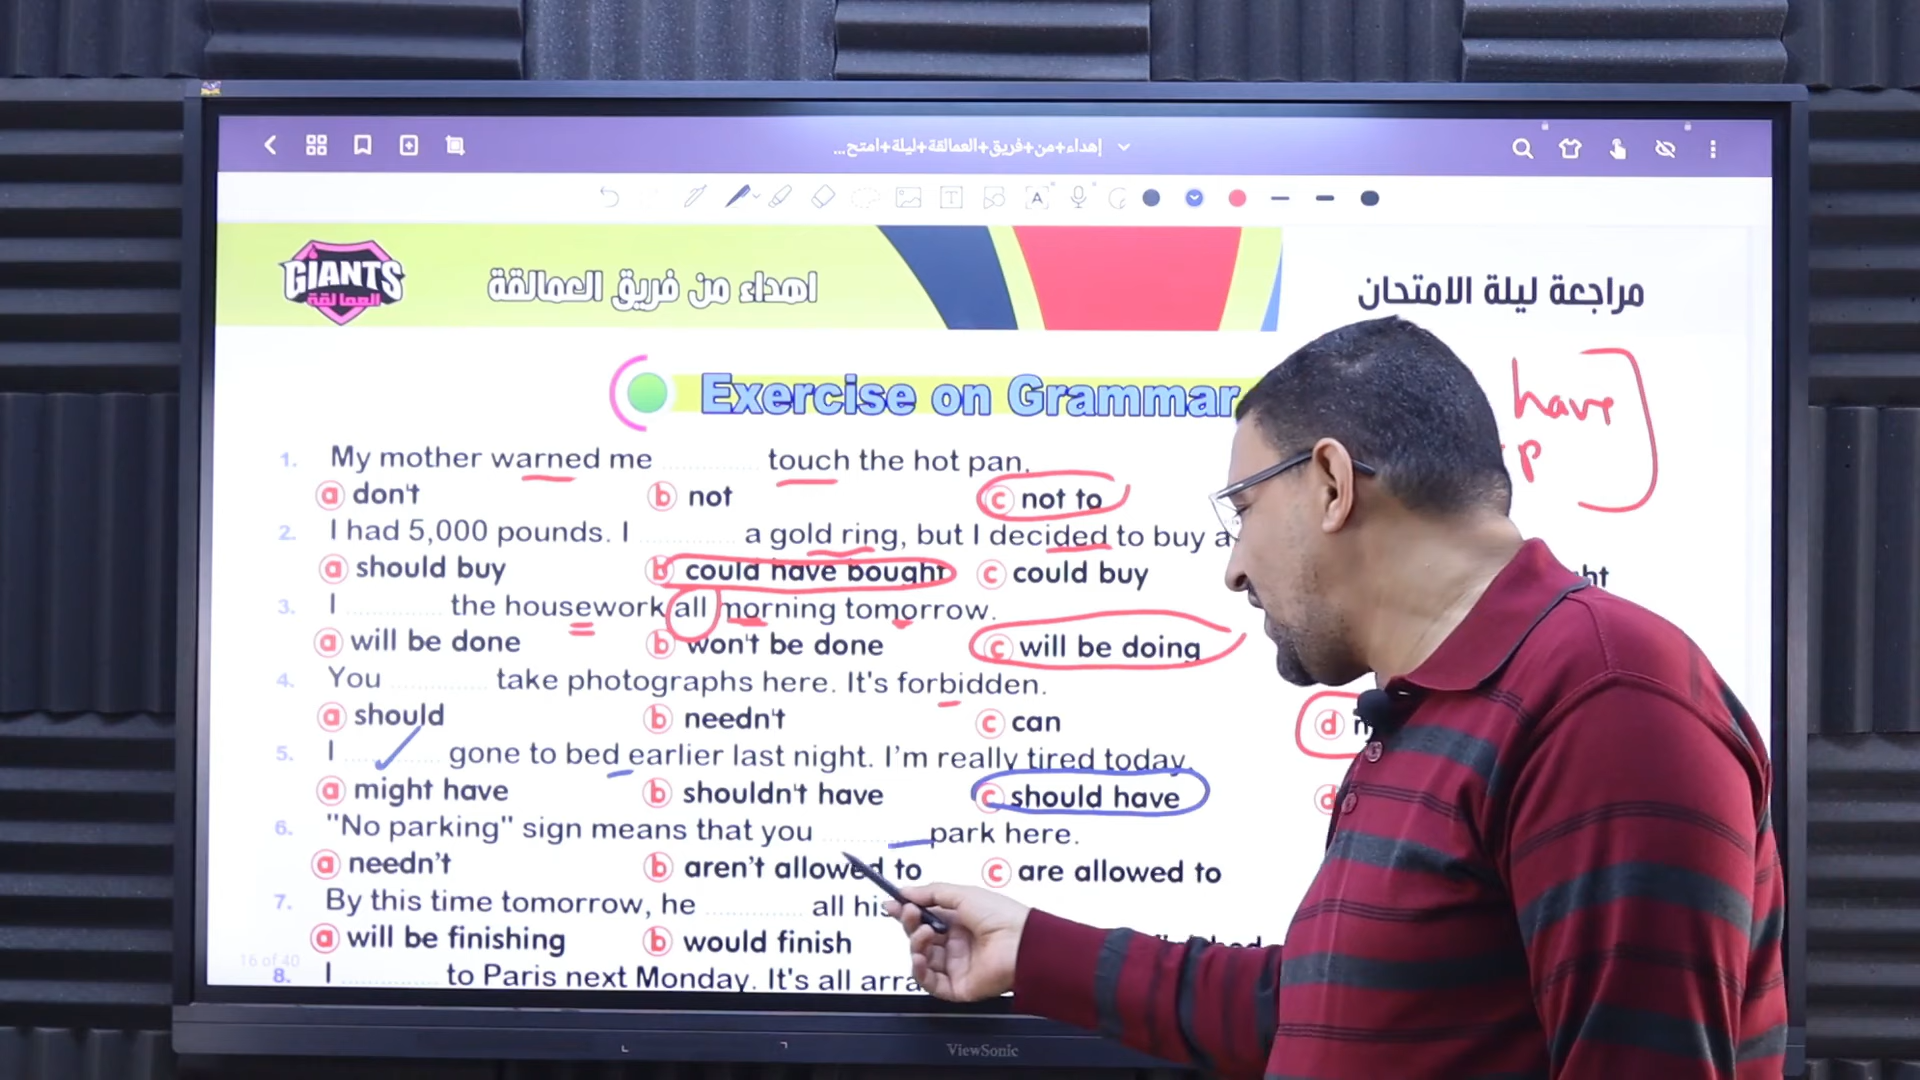 إهداء+من+فريق+العمالقة+ليلة+امتح...
GIANTS
العمالقة
اهداء من فريق العمالقة
مراجعة ليلة الامتحان
Exercise on Grammar
have
1. My mother warned me ............ touch the hot pan.
a don't b not c not to
2. I had 5,000 pounds. I ............ a gold ring, but I decided to buy a
a should buy b could have bought c could buy
3. I ............ the housework all morning tomorrow.
a will be done b won't be done c will be doing
4. You ............ take photographs here. It's forbidden.
a should b needn't c can d
5. I ............ gone to bed earlier last night. I'm really tired today.
a might have b shouldn't have c should have d
6. "No parking" sign means that you ............ park here.
a needn't b aren't allowed to c are allowed to
7. By this time tomorrow, he ............ all his
a will be finishing b would finish
16 of 40
8. I ............ to Paris next Monday. It's all
ViewSonic